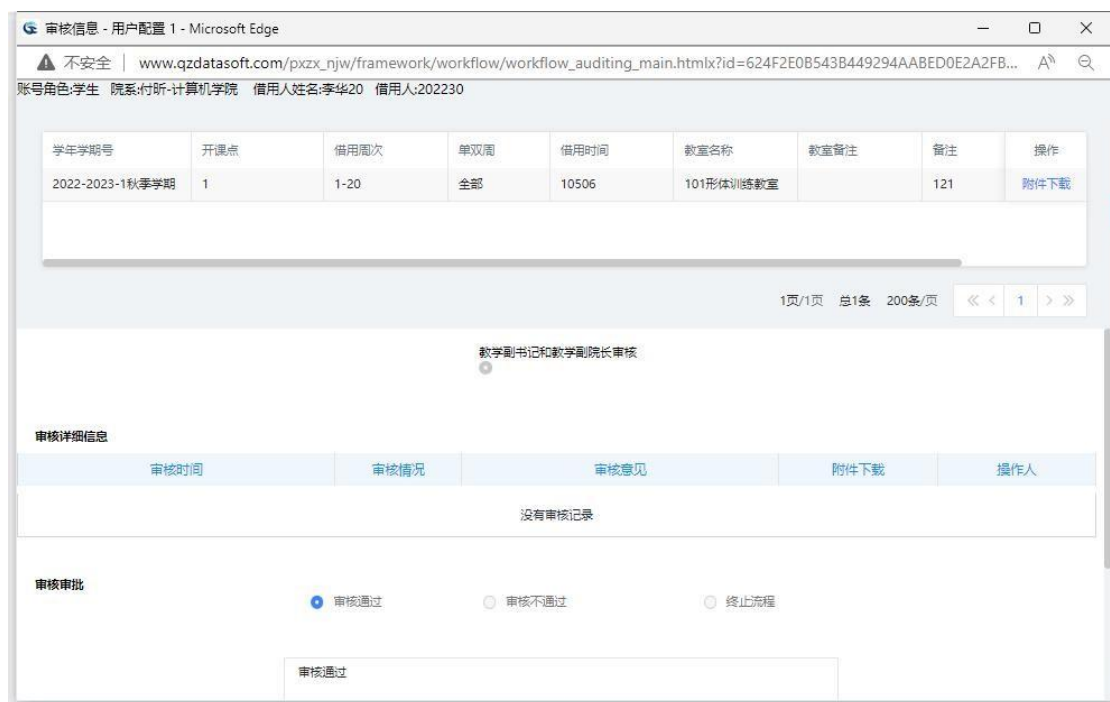 审核信息 - 用户配置 1 - Microsoft Edge
不安全 | www.qzdatasoft.com/pxzx_njw/framework/workflow/workflow_auditing_main.htmlx?id=624F2E0B543B449294AABED0E2A2FB...
账号角色:学生 院系:付昕-计算机学院 借用人姓名:李华20 借用人:202230
学年学期号 开课点 借用周次 单双周 借用时间 教室名称 教室备注 备注 操作
2022-2023-1秋季学期 1 1-20 全部 10506 101形体训练教室 121 附件下载
1页/1页 总1条 200条/页 1
教学副书记和教学副院长审核
审核详细信息
审核时间 审核情况 审核意见 附件下载 操作人
没有审核记录
审核审批
审核通过 审核不通过 终止流程
审核通过